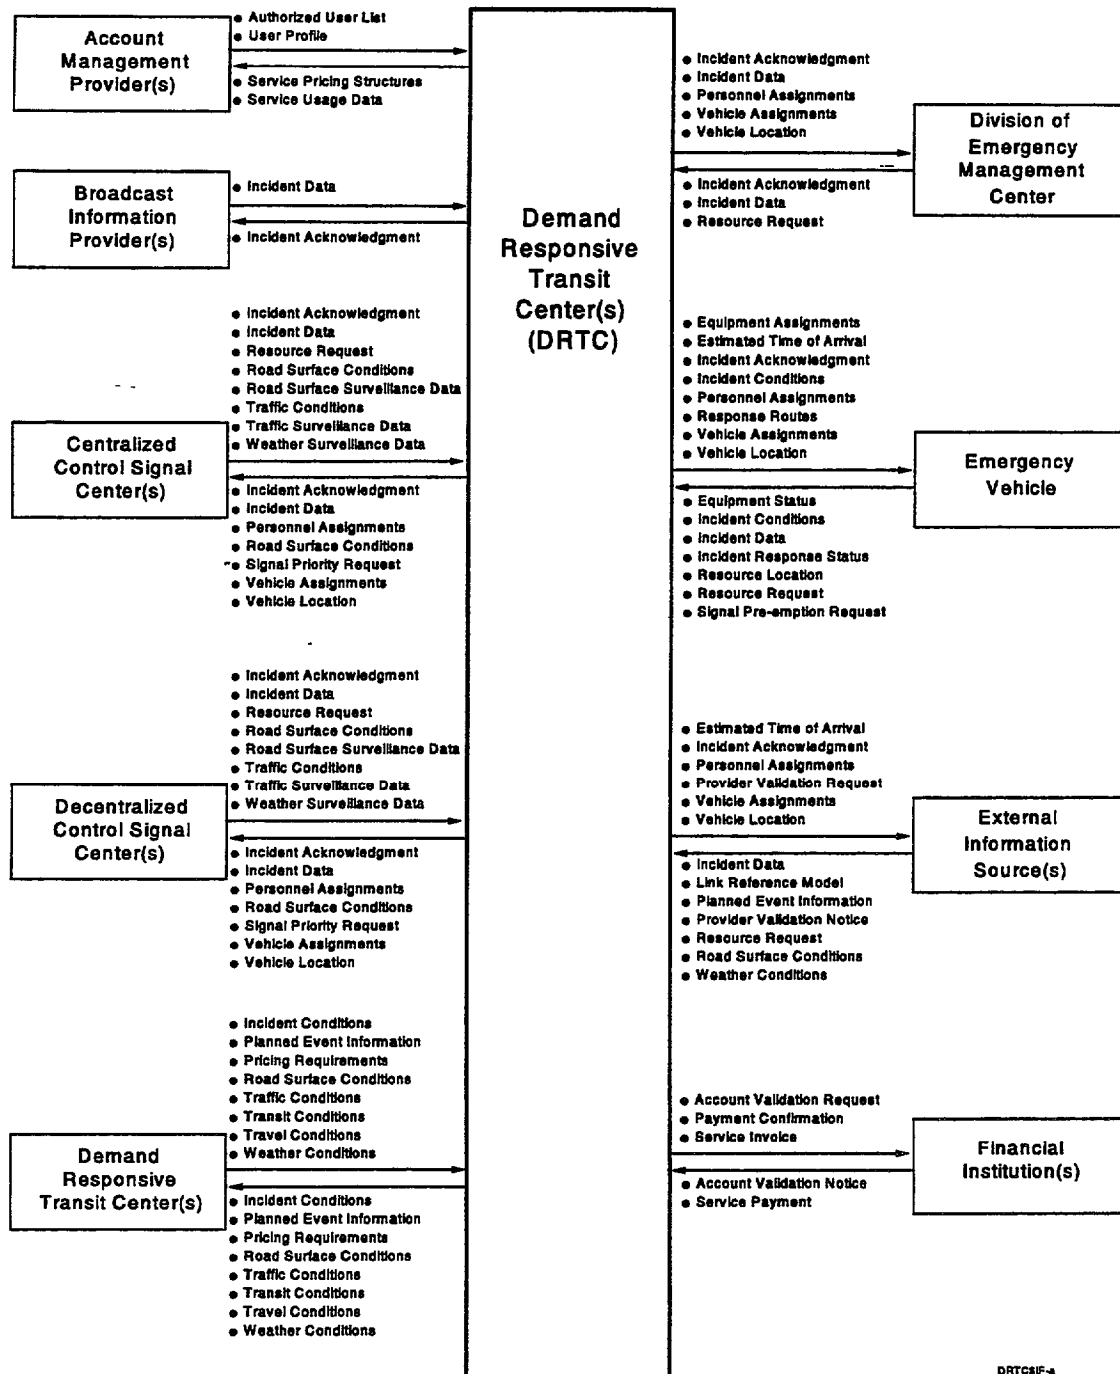 Account
Management
Provider(s)
● Authorized User List
● User Profile
● Service Pricing Structures
● Service Usage Data
Broadcast
Information
Provider(s)
● Incident Data
● Incident Acknowledgment
Centralized
Control Signal
Center(s)
● Incident Acknowledgment
● Incident Data
● Resource Request
● Road Surface Conditions
● Road Surface Surveillance Data
● Traffic Conditions
● Traffic Surveillance Data
● Weather Surveillance Data
● Incident Acknowledgment
● Incident Data
● Personnel Assignments
● Road Surface Conditions
● Signal Priority Request
● Vehicle Assignments
● Vehicle Location
Decentralized
Control Signal
Center(s)
● Incident Acknowledgment
● Incident Data
● Resource Request
● Road Surface Conditions
● Road Surface Surveillance Data
● Traffic Conditions
● Traffic Surveillance Data
● Weather Surveillance Data
● Incident Acknowledgment
● Incident Data
● Personnel Assignments
● Road Surface Conditions
● Signal Priority Request
● Vehicle Assignments
● Vehicle Location
Demand
Responsive
Transit Center(s)
● Incident Conditions
● Planned Event Information
● Pricing Requirements
● Road Surface Conditions
● Traffic Conditions
● Transit Conditions
● Travel Conditions
● Weather Conditions
● Incident Conditions
● Planned Event Information
● Pricing Requirements
● Road Surface Conditions
● Traffic Conditions
● Transit Conditions
● Travel Conditions
● Weather Conditions
Demand
Responsive
Transit
Center(s)
(DRTC)
● Incident Acknowledgment
● Incident Data
● Personnel Assignments
● Vehicle Assignments
● Vehicle Location
● Incident Acknowledgment
● Incident Data
● Resource Request
Division of
Emergency
Management
Center
● Equipment Assignments
● Estimated Time of Arrival
● Incident Acknowledgment
● Incident Conditions
● Personnel Assignments
● Response Routes
● Vehicle Assignments
● Vehicle Location
● Equipment Status
● Incident Conditions
● Incident Data
● Incident Response Status
● Resource Location
● Resource Request
● Signal Pre-emption Request
Emergency
Vehicle
● Estimated Time of Arrival
● Incident Acknowledgment
● Personnel Assignments
● Provider Validation Request
● Vehicle Assignments
● Vehicle Location
● Incident Data
● Link Reference Model
● Planned Event Information
● Provider Validation Notice
● Resource Request
● Road Surface Conditions
● Weather Conditions
External
Information
Source(s)
● Account Validation Request
● Payment Confirmation
● Service Invoice
● Account Validation Notice
● Service Payment
Financial
Institution(s)
DRTCSIF-a